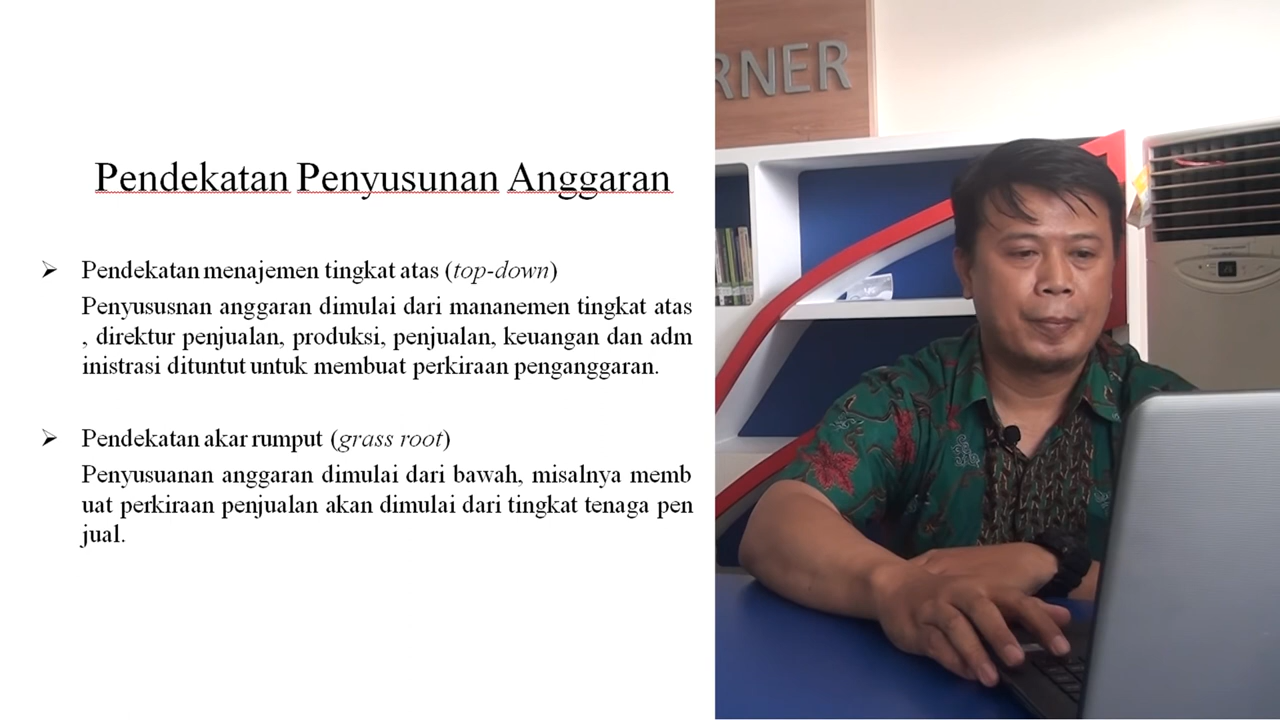 Pendekatan Penyusunan Anggaran
➢ Pendekatan menajemen tingkat atas (top-down)
Penyususnan anggaran dimulai dari mananemen tingkat atas
, direktur penjualan, produksi, penjualan, keuangan dan adm
inistrasi dituntut untuk membuat perkiraan penganggaran.
➢ Pendekatan akar rumput (grass root)
Penyusuanan anggaran dimulai dari bawah, misalnya memb
uat perkiraan penjualan akan dimulai dari tingkat tenaga pen
jual.
RNER